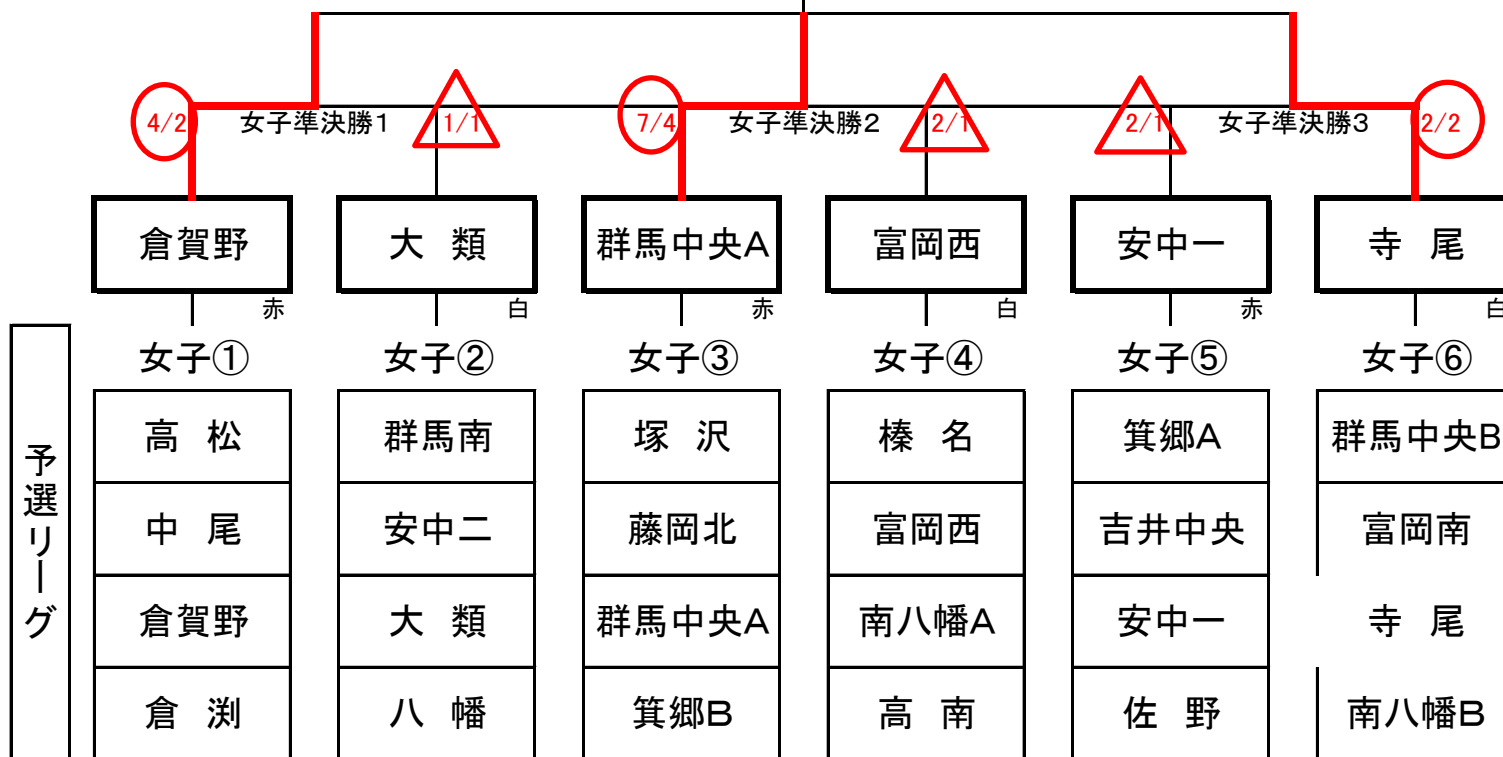 4/2 女子準決勝1 1/1 7/4 女子準決勝2 2/1 2/1 女子準決勝3 2/2
倉賀野 大 類 群馬中央A 富岡西 安中一 寺 尾
赤 白 赤 白 赤 白
女子① 女子② 女子③ 女子④ 女子⑤ 女子⑥
予選リーグ
高 松 群馬南 塚 沢 榛 名 箕郷A 群馬中央B
中 尾 安中二 藤岡北 富岡西 吉井中央 富岡南
倉賀野 大 類 群馬中央A 南八幡A 安中一 寺 尾
倉 渕 八 幡 箕郷B 高 南 佐 野 南八幡B